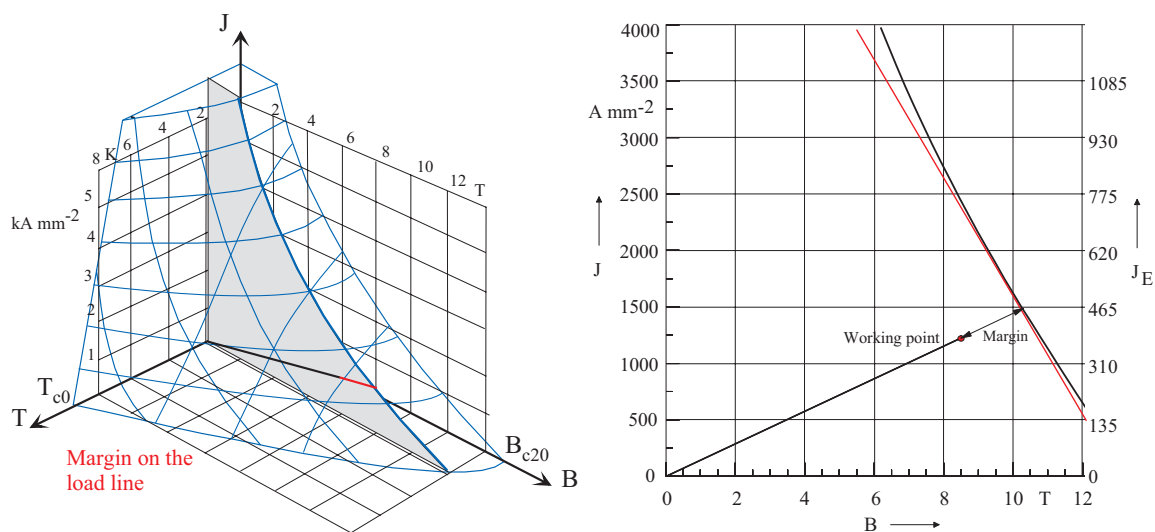 J
2
2
4
4
6
6
8
8 K
10
12
T
5
kA mm-2
4
3
2
1
Tc0
T
Bc20
B
Margin on the
load line
4000
3500
1085
A mm-2
3000
930
2500
775
2000
620
J
JE
1500
465
Working point
Margin
1000
310
500
135
0
0
0
2
4
6
8
10
T
12
B